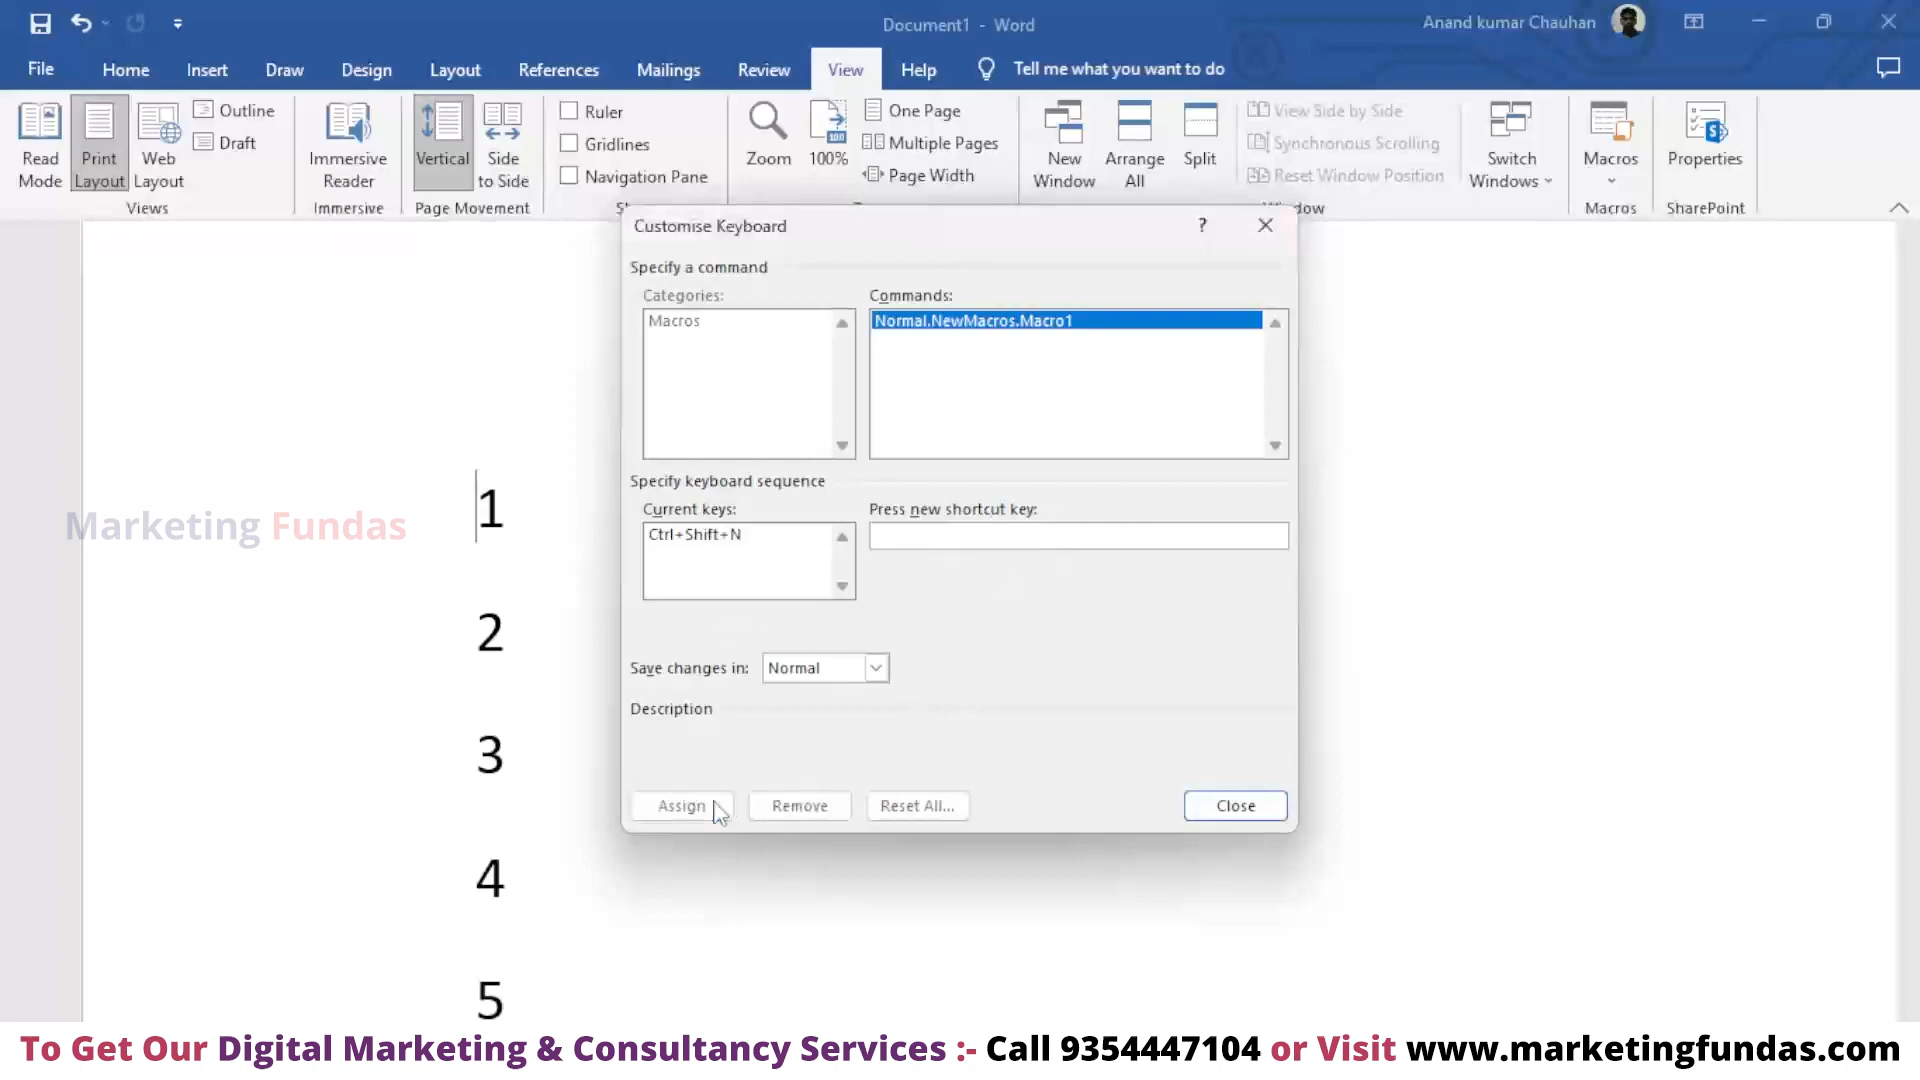 Document1 - Word
Anand kumar Chauhan
File Home Insert Draw Design Layout References Mailings Review View Help Tell me what you want to do
Read Mode
Print Layout
Web Layout
Outline
Draft
Views
Immersive Reader
Immersive
Vertical
Side to Side
Page Movement
Ruler
Gridlines
Navigation Pane
Zoom
100
100%
One Page
Multiple Pages
Page Width
New Window
Arrange All
Split
View Side by Side
Synchronous Scrolling
Reset Window Position
Switch Windows
Macros
Macros
Properties
SharePoint
Customise Keyboard
Specify a command
Categories:
Macros
Commands:
Normal.NewMacros.Macro1
Specify keyboard sequence
Current keys:
Ctrl+Shift+N
Press new shortcut key:
Save changes in: Normal
Description
Assign Remove Reset All... Close
1
2
3
4
5
Marketing Fundas
To Get Our Digital Marketing & Consultancy Services :- Call 9354447104 or Visit www.marketingfundas.com